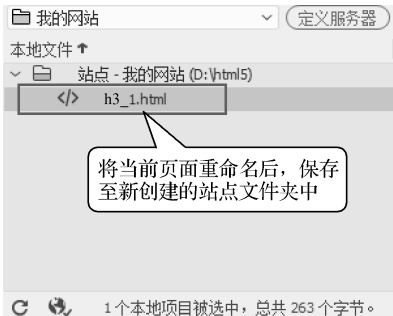 我的网站 定义服务器
本地文件↑
站点 - 我的网站 (D:\html5)
</> h3_1.html
将当前页面重命名后，保存
至新创建的站点文件夹中
1个本地项目被选中，总共 263 个字节。